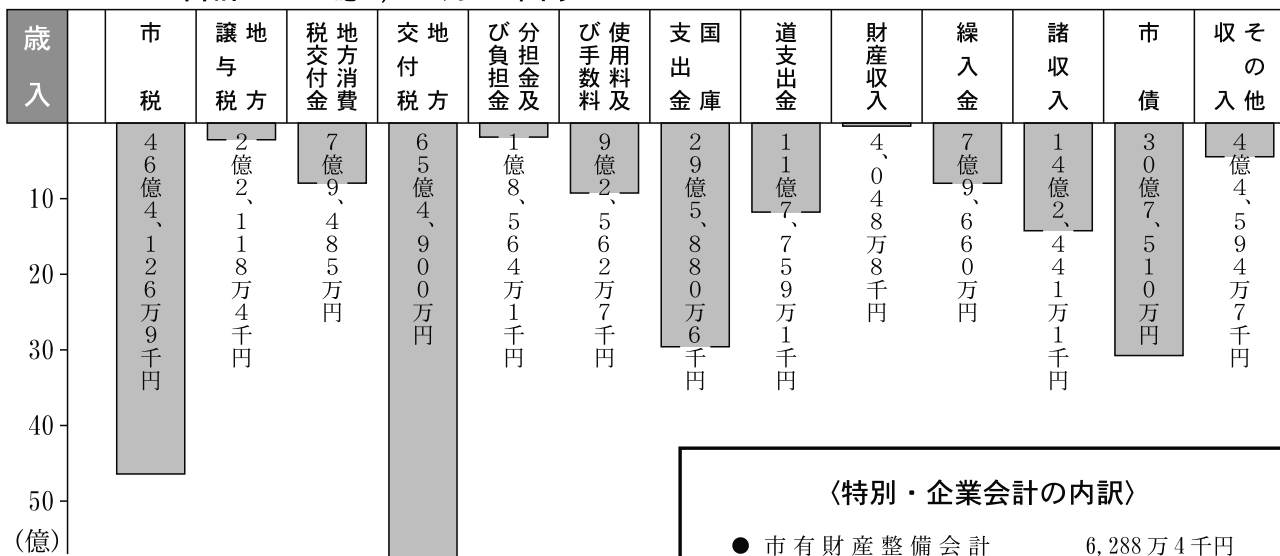 歳入
市税
地方譲与税
地方消費税交付金
地方交付税
分担金及び負担金
使用料及び手数料
国庫支出金
道支出金
財産収入
繰入金
諸収入
市債
その他収入
46億4、126万9千円
2億2、118万4千円
7億9、485万円
65億4、900万円
1億8、564万1千円
9億2、562万7千円
29億5、880万6千円
11億7、759万1千円
4、048万8千円
7億9、660万円
14億2、441万1千円
30億7、510万円
4億4、594万7千円
10
20
30
40
50
(億)
〈特別・企業会計の内訳〉
● 市有財産整備会計 6,288万4千円